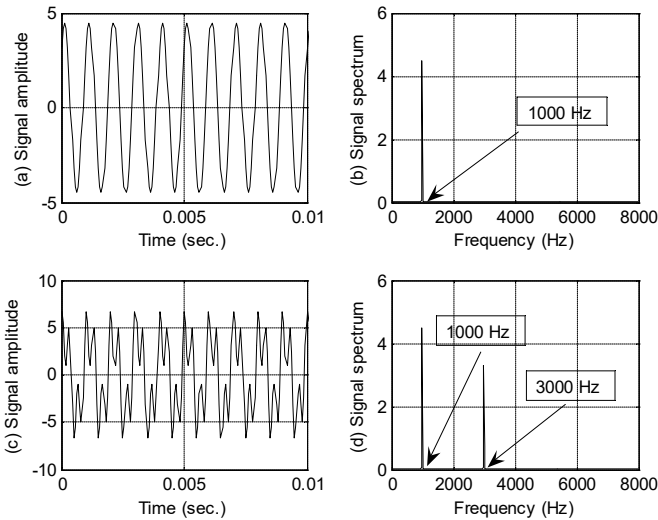 (a) Signal amplitude
5
0
-5
0
0.005
0.01
Time (sec.)
(b) Signal spectrum
6
4
2
0
1000 Hz
0
2000
4000
6000
8000
Frequency (Hz)
(c) Signal amplitude
10
5
0
-5
-10
0
0.005
0.01
Time (sec.)
(d) Signal spectrum
6
4
2
0
1000 Hz
3000 Hz
0
2000
4000
6000
8000
Frequency (Hz)